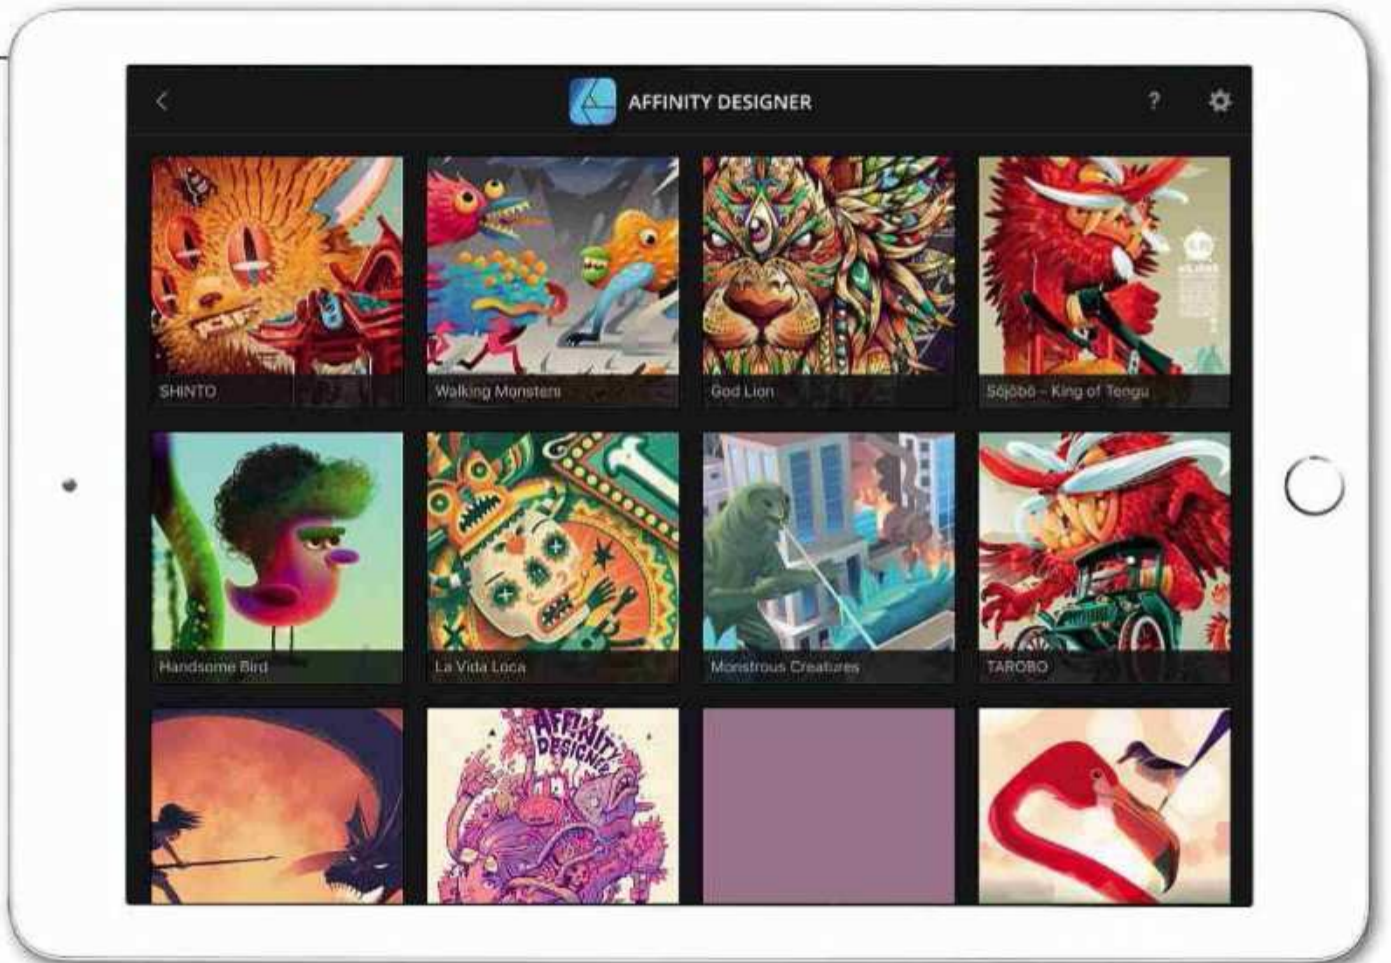 AFFINITY DESIGNER
?
SHINTO
Walking Monsters
God Lion
Sōjōbō – King of Tengu
Handsome Bird
La Vida Loca
Monstrous Creatures
TAROBO
AFFINITY
DESIGNER